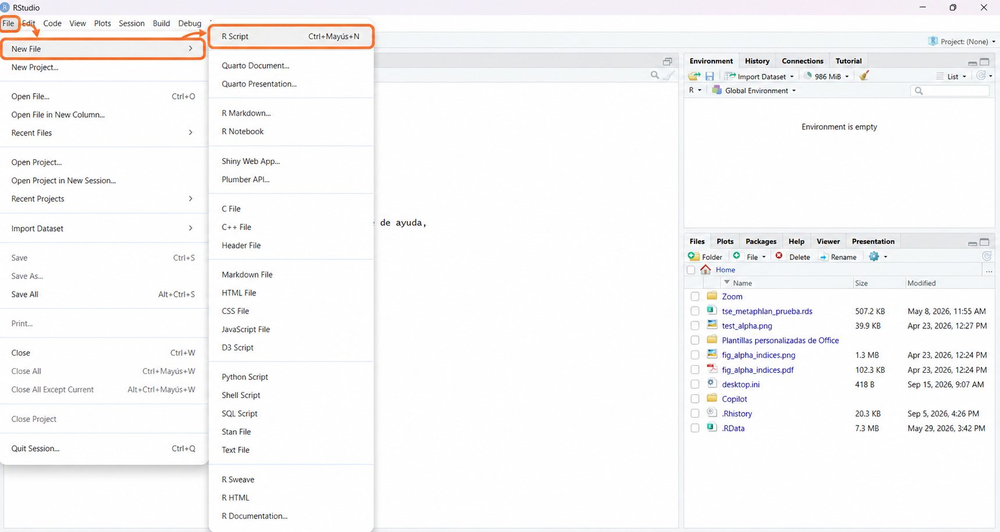 RStudio
File Edit Code View Plots Session Build Debug
Project: (None)
New File
New Project...
Open File... Ctrl+O
Open File in New Column...
Recent Files
Open Project...
Open Project in New Session...
Recent Projects
Import Dataset
Save Ctrl+S
Save As...
Save All Alt+Ctrl+S
Print...
Close Ctrl+W
Close All Ctrl+Mayús+W
Close All Except Current Alt+Ctrl+Mayús+W
Close Project
Quit Session... Ctrl+Q
R Script Ctrl+Mayús+N
Quarto Document...
Quarto Presentation...
R Markdown...
R Notebook
Shiny Web App...
Plumber API...
C File
C++ File
Header File
Markdown File
HTML File
CSS File
JavaScript File
D3 Script
Python Script
Shell Script
SQL Script
Stan File
Text File
R Sweave
R HTML
R Documentation...
de ayuda,
Environment History Connections Tutorial
Import Dataset 986 MiB List
R Global Environment
Environment is empty
Files Plots Packages Help Viewer Presentation
Folder File Delete Rename
Home ...
Name Size Modified
Zoom
tse_metaphlan_prueba.rds 507.2 KB May 8, 2026, 11:55 AM
test_alpha.png 39.9 KB Apr 23, 2026, 12:27 PM
Plantillas personalizadas de Office
fig_alpha_indices.png 1.3 MB Apr 23, 2026, 12:24 PM
fig_alpha_indices.pdf 102.3 KB Apr 23, 2026, 12:24 PM
desktop.ini 418 B Sep 15, 2026, 9:07 AM
Copilot
.Rhistory 20.3 KB Sep 5, 2026, 4:26 PM
.RData 7.3 MB May 29, 2026, 3:42 PM